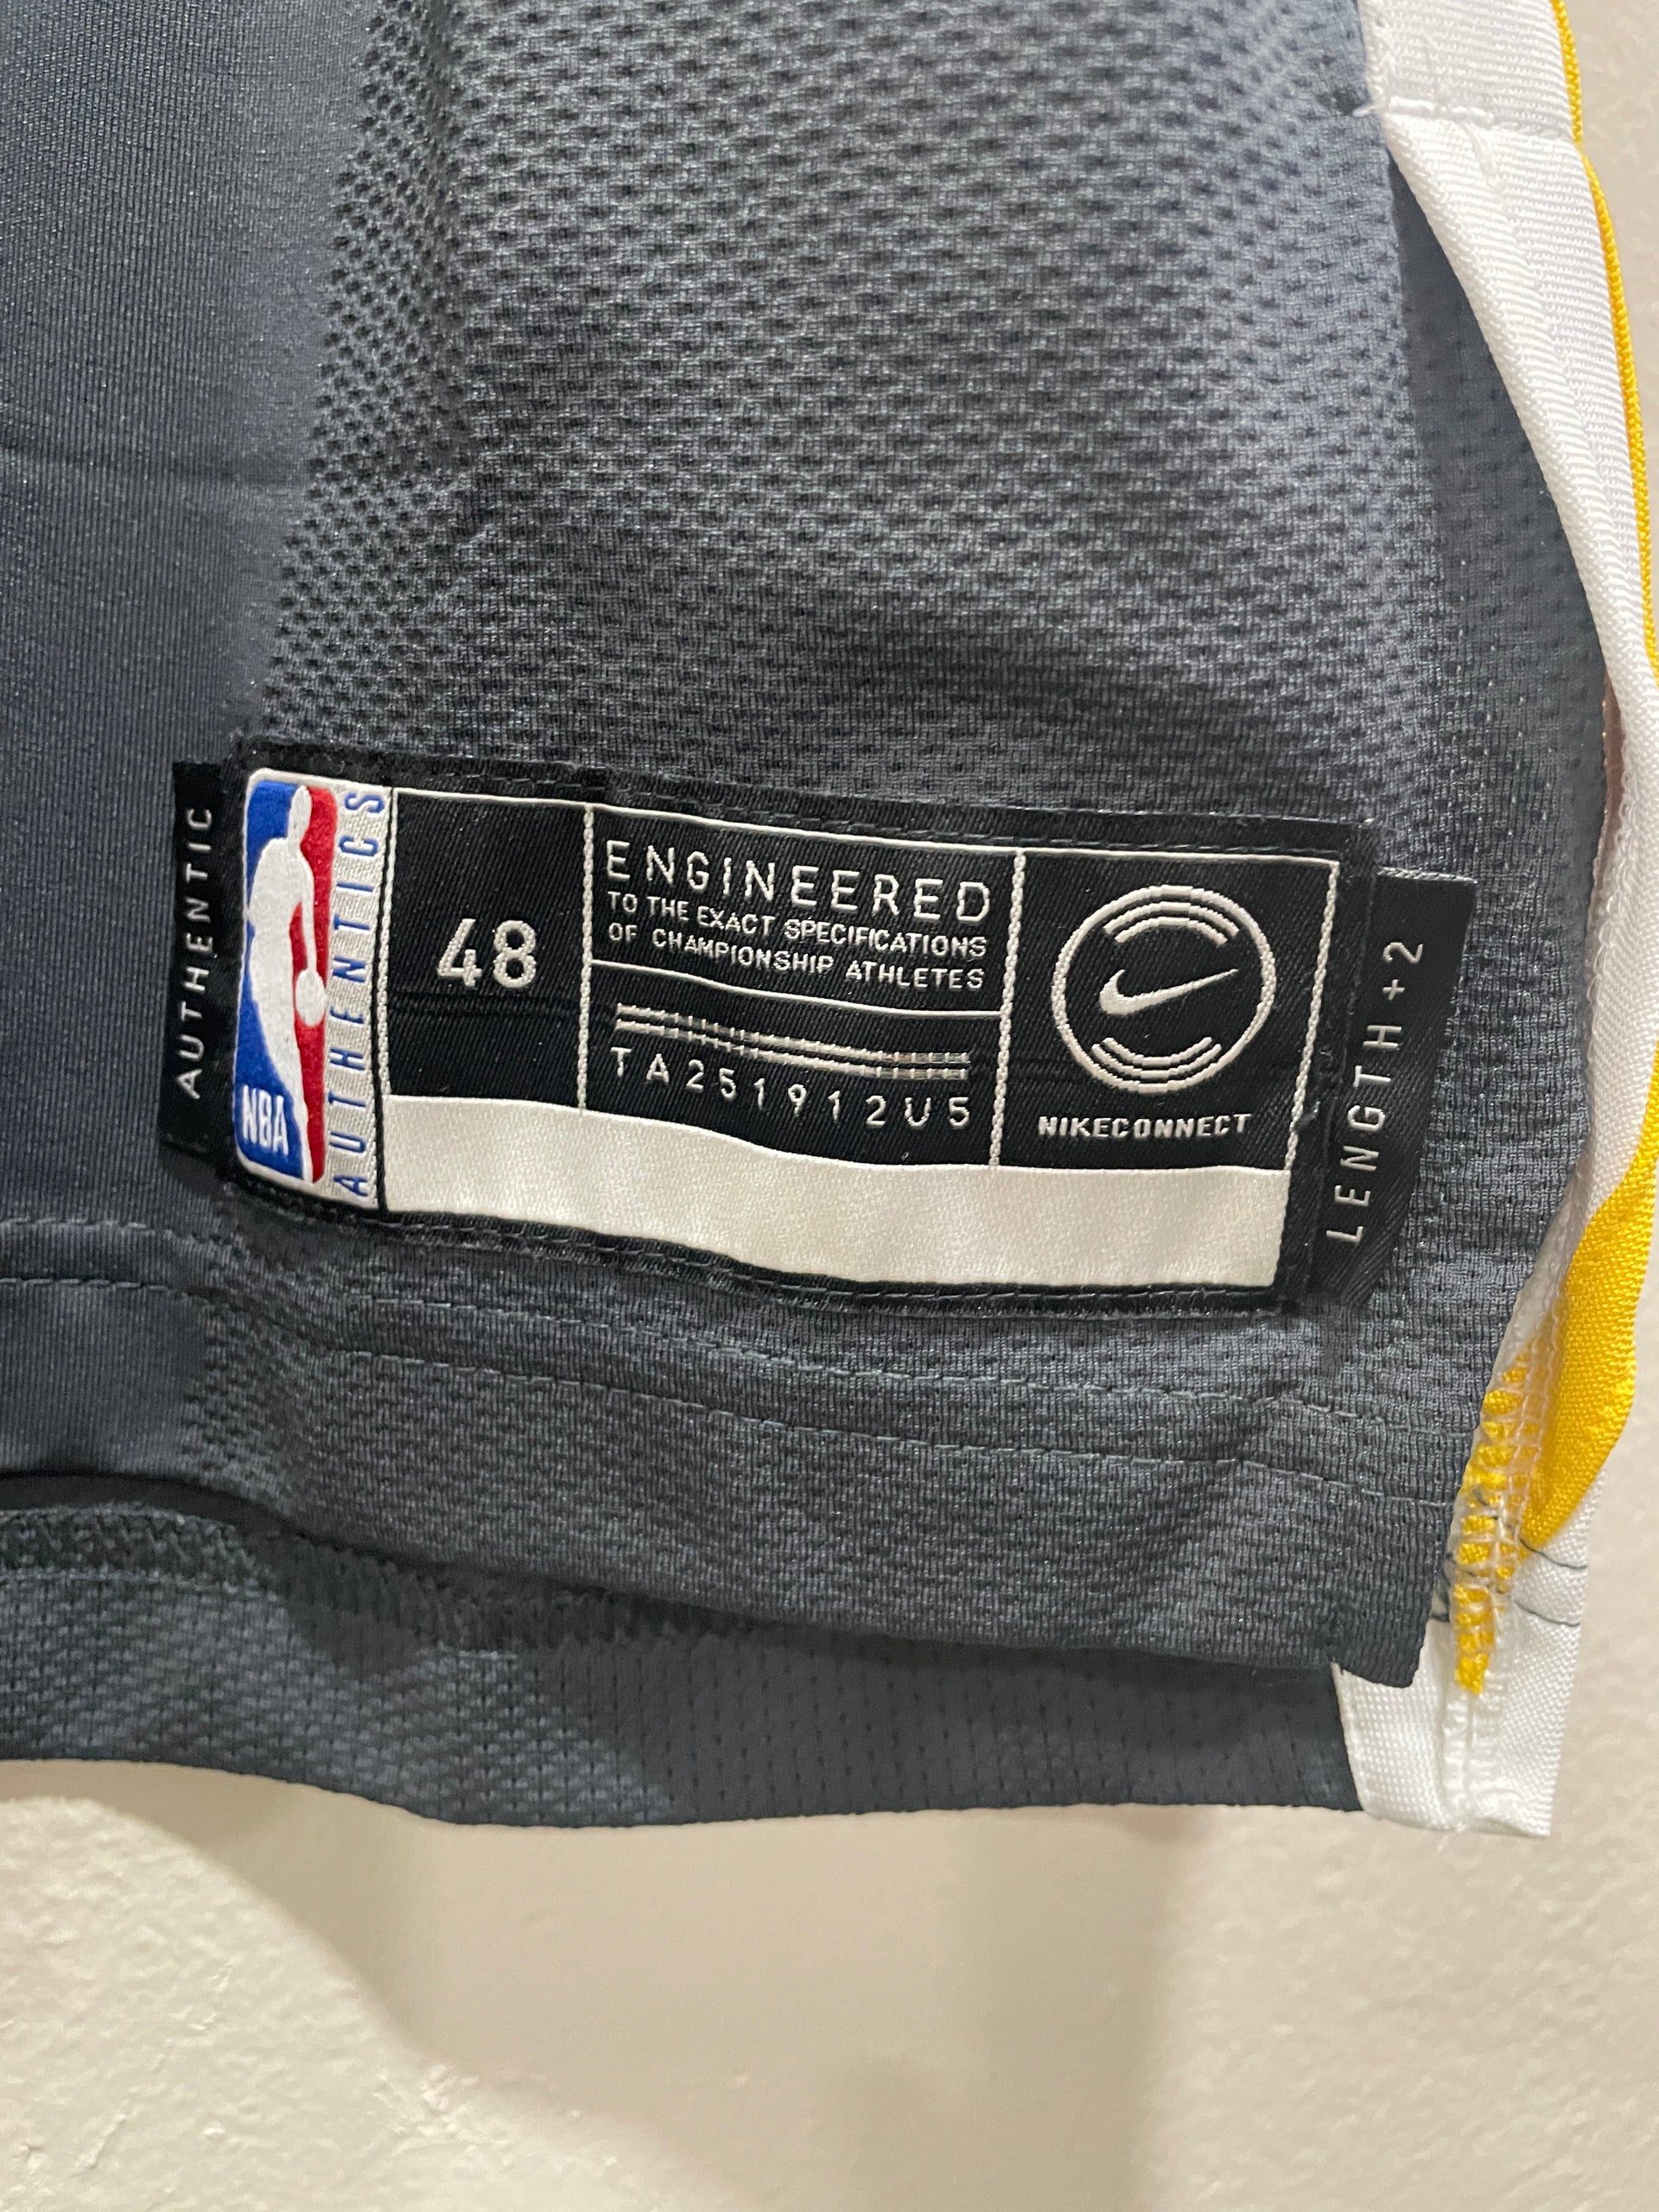 AUTHENTIC
NBA
AUTHENTICS
48
ENGINEERED
TO THE EXACT SPECIFICATIONS
OF CHAMPIONSHIP ATHLETES
TA251912U5
NIKECONNECT
LENGTH +2